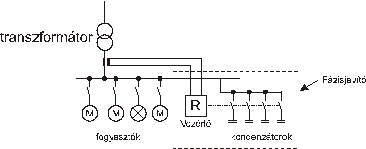 transzformátor
Fázisjavító
M
M
M
R
fogyasztók
Vezérlő
kondenzátorok